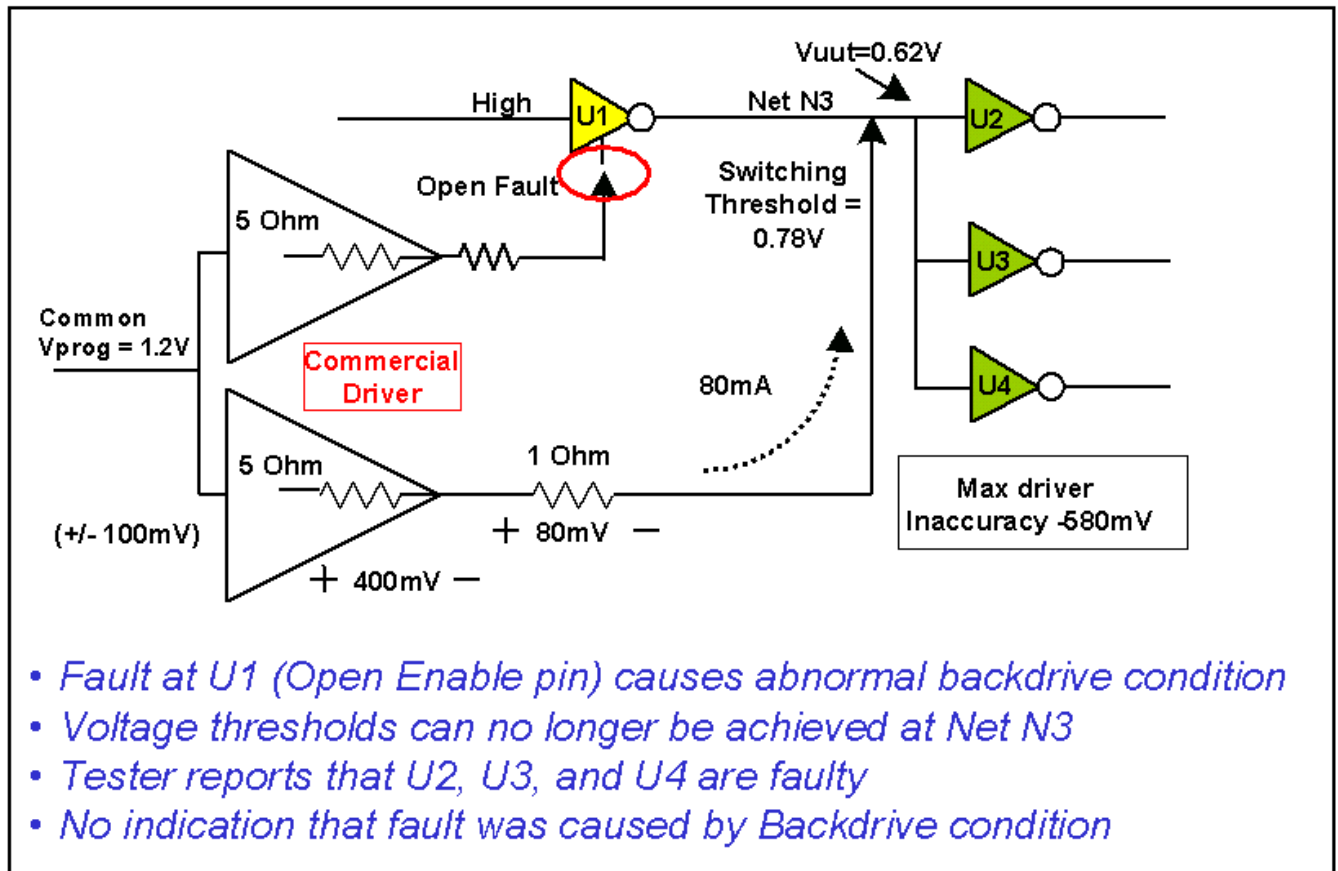 Vuut=0.62V
High
U1
Net N3
U2
Open Fault
Switching
Threshold =
0.78V
5 Ohm
U3
Common
Vprog = 1.2V
Commercial
Driver
80mA
U4
5 Ohm
1 Ohm
(+/- 100mV)
+ 80mV −
+ 400mV −
Max driver
Inaccuracy -580mV
• Fault at U1 (Open Enable pin) causes abnormal backdrive condition
• Voltage thresholds can no longer be achieved at Net N3
• Tester reports that U2, U3, and U4 are faulty
• No indication that fault was caused by Backdrive condition